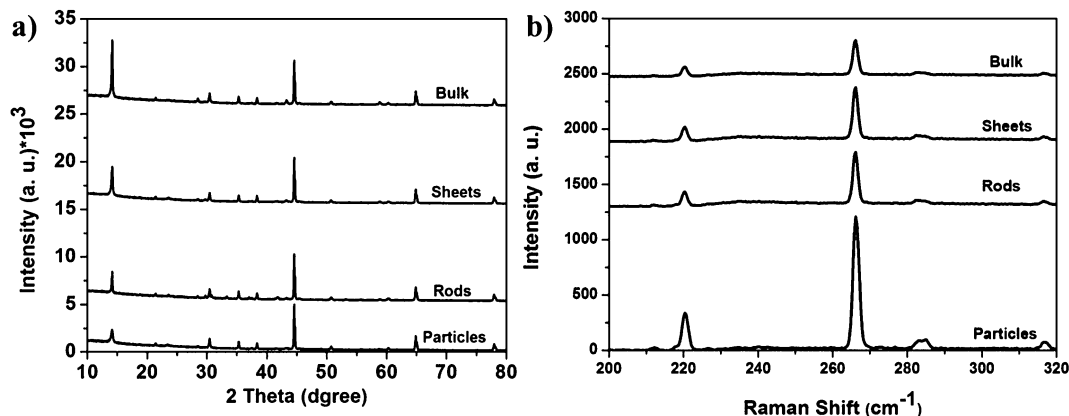 a)
Intensity (a. u.)*10^3
35
30
25
20
15
10
5
0
Bulk
Sheets
Rods
Particles
10 20 30 40 50 60 70 80
2 Theta (dgree)
b)
Intensity (a. u.)
3000
2500
2000
1500
1000
500
0
Bulk
Sheets
Rods
Particles
200 220 240 260 280 300 320
Raman Shift (cm⁻¹)